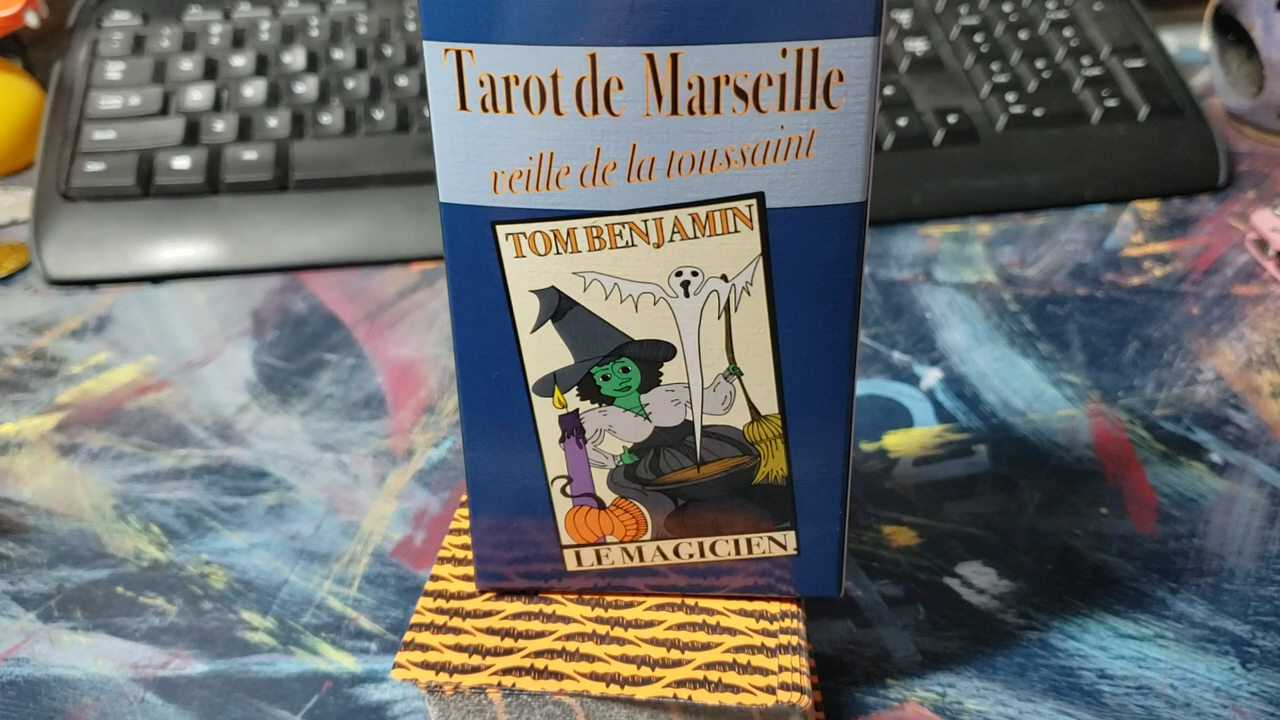 Tarot de Marseille
veille de la toussaint
TOM BENJAMIN
LE MAGICIEN